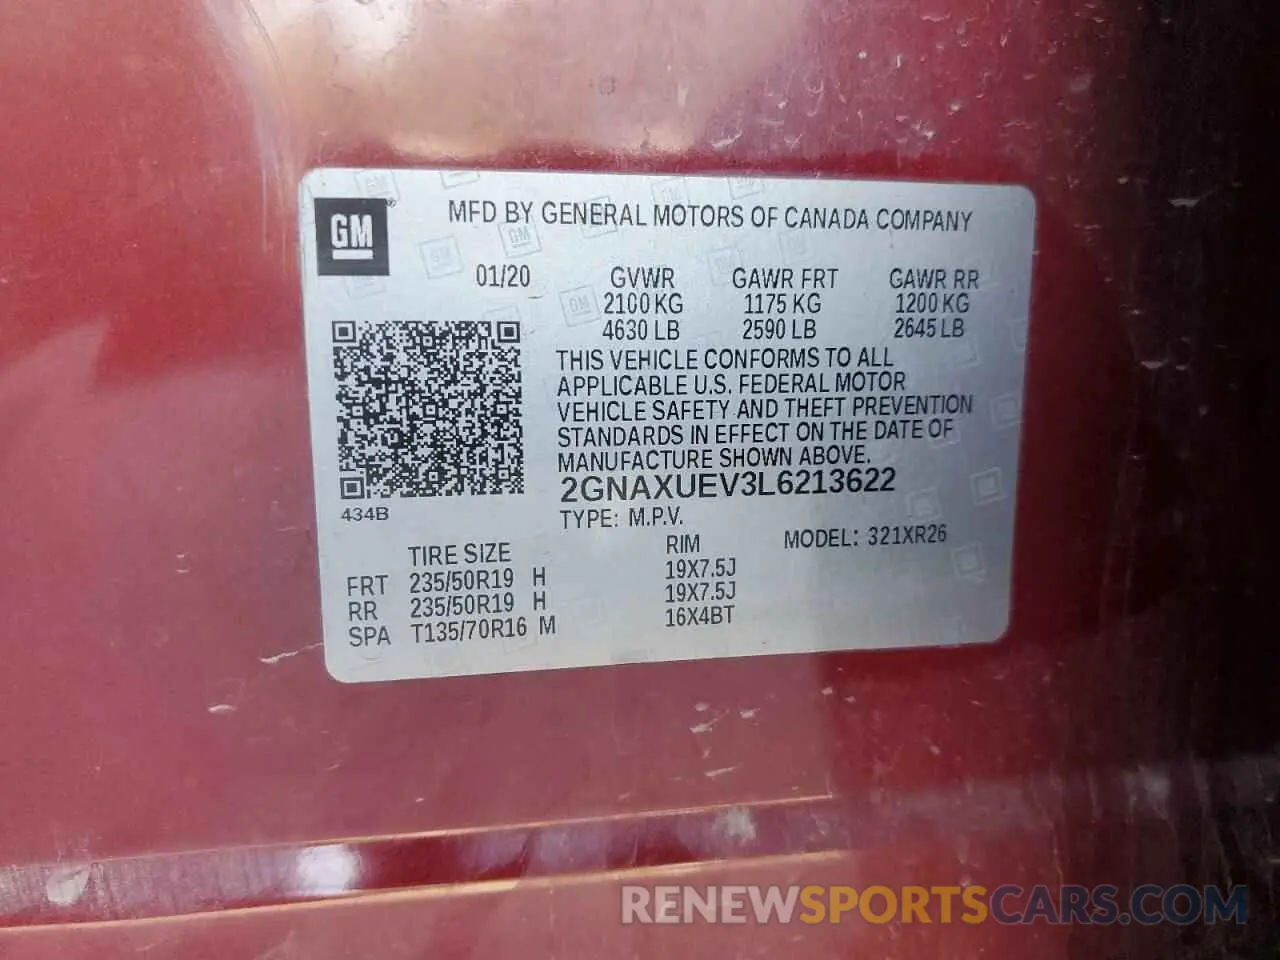 GM®
MFD BY GENERAL MOTORS OF CANADA COMPANY
01/20 GVWR GAWR FRT GAWR RR
2100 KG 1175 KG 1200 KG
4630 LB 2590 LB 2645 LB
THIS VEHICLE CONFORMS TO ALL
APPLICABLE U.S. FEDERAL MOTOR
VEHICLE SAFETY AND THEFT PREVENTION
STANDARDS IN EFFECT ON THE DATE OF
MANUFACTURE SHOWN ABOVE.
2GNAXUEV3L6213622
434B
TYPE: M.P.V.
MODEL: 321XR26
TIRE SIZE RIM
FRT 235/50R19 H 19X7.5J
RR 235/50R19 H 19X7.5J
SPA T135/70R16 M 16X4BT
RENEWSPORTSCARS.COM